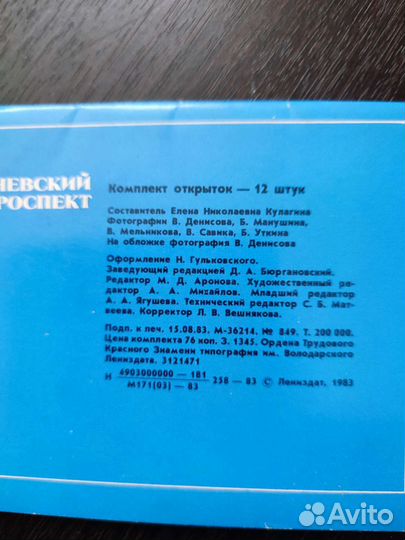 НЕВСКИЙ
РОСПЕКТ
Комплект открыток — 12 штук
Составитель Елена Николаевна Кулагина
Фотографии В. Денисова, Б. Манушина,
В. Мельникова, В. Савика, Б. Уткина
На обложке фотография В. Денисова
Оформление Н. Гульковского.
Заведующий редакцией Д. А. Бюргановский.
Редактор М. Д. Аронова. Художественный ре-
дактор А. А. Михайлов. Младший редактор
А. А. Ягушева. Технический редактор С. Б. Мат-
веева. Корректор Л. В. Вешнякова.
Подп. к печ. 15.08.83. М-36214. № 849. Т. 200 000.
Цена комплекта 76 коп. З. 1345. Ордена Трудового
Красного Знамени типография им. Володарского
Лениздата. 3121471
И 4903000000 — 181
М171(03) — 83 258 — 83 © Лениздат, 1983
Avito